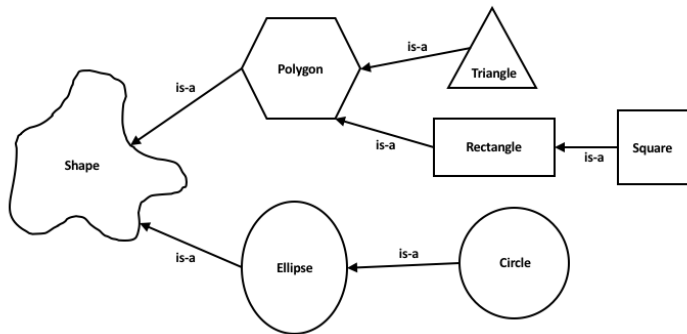 is-a
Polygon
is-a
Triangle
Shape
is-a
Rectangle
is-a
Square
is-a
Ellipse
is-a
Circle